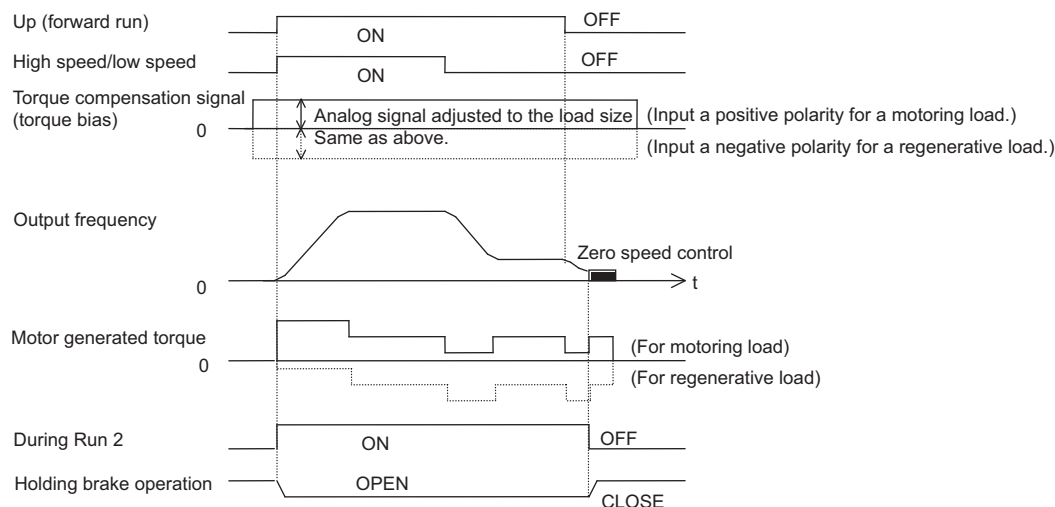 Up (forward run)
ON
OFF
High speed/low speed
ON
OFF
Torque compensation signal
(torque bias)
0
Analog signal adjusted to the load size
Same as above.
(Input a positive polarity for a motoring load.)
(Input a negative polarity for a regenerative load.)
Output frequency
Zero speed control
0
t
Motor generated torque
0
(For motoring load)
(For regenerative load)
During Run 2
ON
OFF
Holding brake operation
OPEN
CLOSE